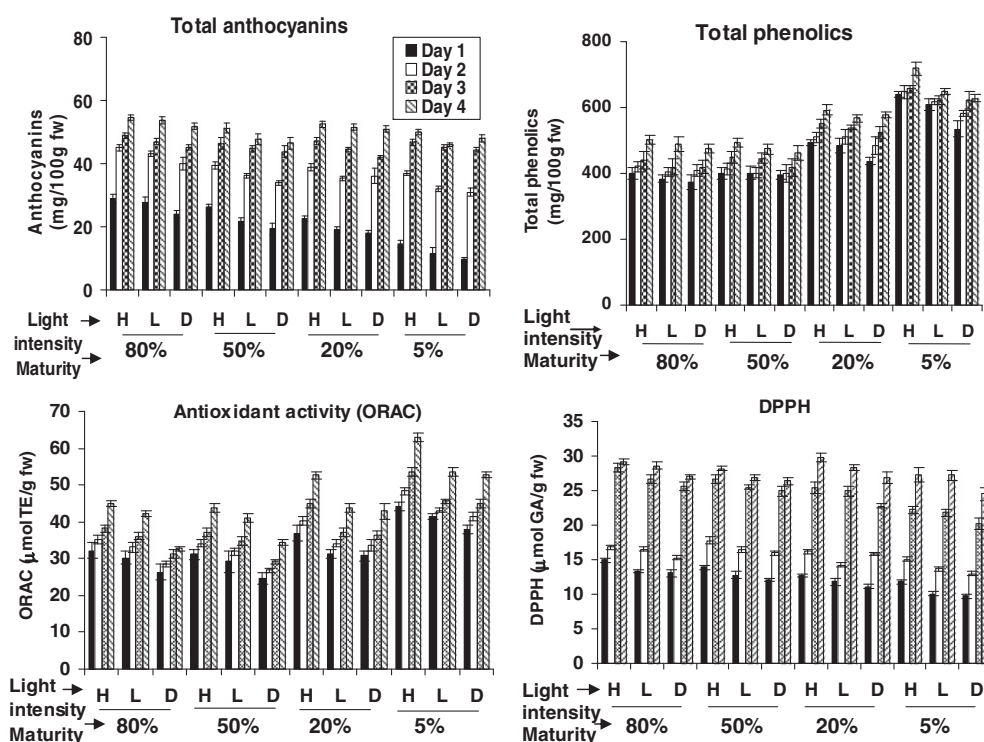 Total anthocyanins
80
60
40
20
0
Anthocyanins
(mg/100g fw)
Day 1
Day 2
Day 3
Day 4
Light → H L D H L D H L D H L D
intensity
Maturity → 80% 50% 20% 5%
Total phenolics
800
600
400
200
0
Total phenolics
(mg/100g fw)
Light → H L D H L D H L D H L D
intensity
Maturity → 80% 50% 20% 5%
Antioxidant activity (ORAC)
70
60
50
40
30
20
10
0
ORAC (μmol TE/g fw)
Light → H L D H L D H L D H L D
intensity
Maturity → 80% 50% 20% 5%
DPPH
35
30
25
20
15
10
5
0
DPPH (μmol GA/g fw)
Light → H L D H L D H L D H L D
intensity
Maturity → 80% 50% 20% 5%